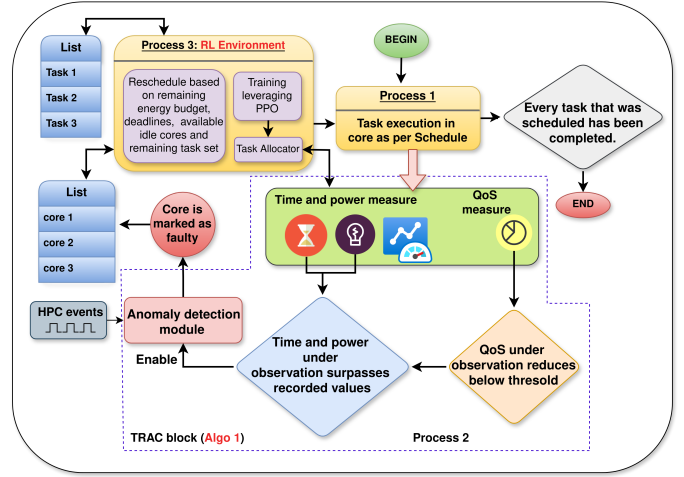 List
Task 1
Task 2
Task 3
Process 3: RL Environment
Reschedule based
on remaining
energy budget,
deadlines, available
idle cores and
remaining task set
Training
leveraging
PPO
Task Allocator
BEGIN
Process 1
Task execution in
core as per Schedule
Every task that was
scheduled has been
completed.
END
List
core 1
core 2
core 3
Core is
marked as
faulty
Time and power measure
QoS
measure
HPC events
Anomaly detection
module
Enable
Time and power
under
observation surpasses
recorded values
QoS under
observation reduces
below thresold
TRAC block (Algo 1)
Process 2